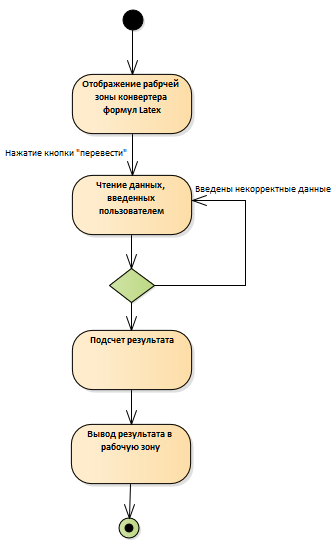 Отображение рабрчей
зоны конвертера
формул Latex
Нажатие кнопки "перевести"
Чтение данных,
введенных
пользователем
Введены некорректные данные
Подсчет результата
Вывод результата в
рабочую зону